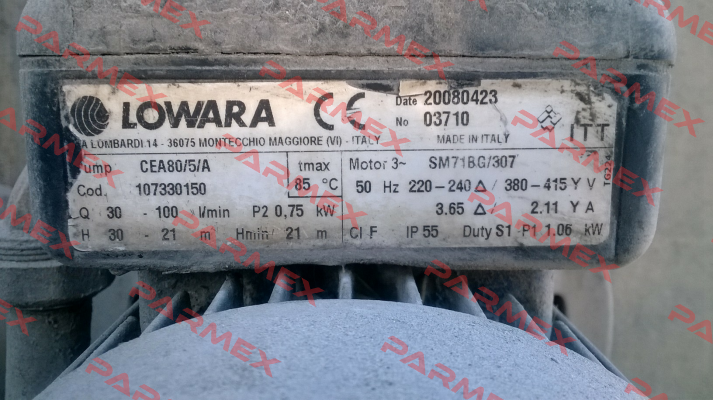 LOWARA CE Date 20080423
No 03710 ITT
A LOMBARDI,14 - 36075 MONTECCHIO MAGGIORE (VI) - ITALY MADE IN ITALY
ump CEA80/5/A tmax Motor 3~ SM71BG/307
Cod. 107330150 85 °C 50 Hz 220-240 Δ / 380-415 Y V
Q 30 - 100 l/min P2 0,75 kW 3.65 Δ / 2.11 Y A
H 30 - 21 m Hmin 21 m Cl F IP 55 Duty S1 P1 1.06 kW
TG224
PARMEX